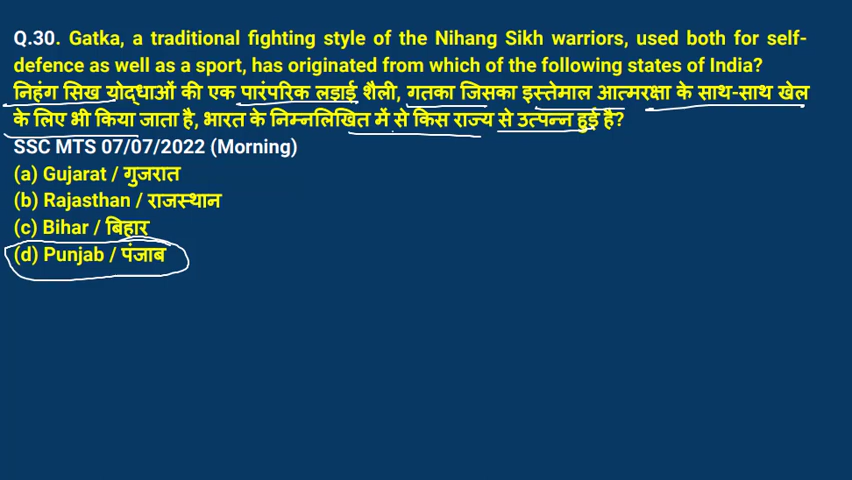 Q.30. Gatka, a traditional fighting style of the Nihang Sikh warriors, used both for self-
defence as well as a sport, has originated from which of the following states of India?
निहंग सिख योद्धाओं की एक पारंपरिक लड़ाई शैली, गतका जिसका इस्तेमाल आत्मरक्षा के साथ-साथ खेल
के लिए भी किया जाता है, भारत के निम्नलिखित में से किस राज्य से उत्पन्न हुई है?
SSC MTS 07/07/2022 (Morning)
(a) Gujarat / गुजरात
(b) Rajasthan / राजस्थान
(c) Bihar / बिहार
(d) Punjab / पंजाब